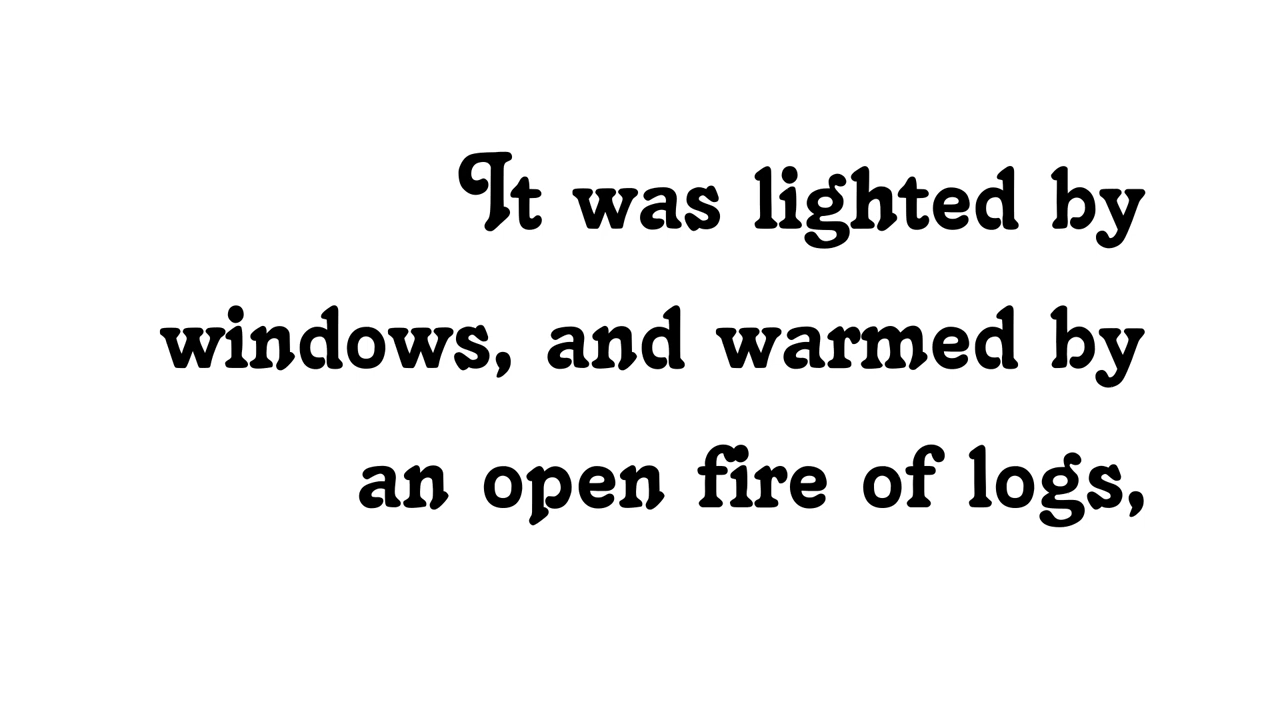 It was lighted by
windows, and warmed by
an open fire of logs,